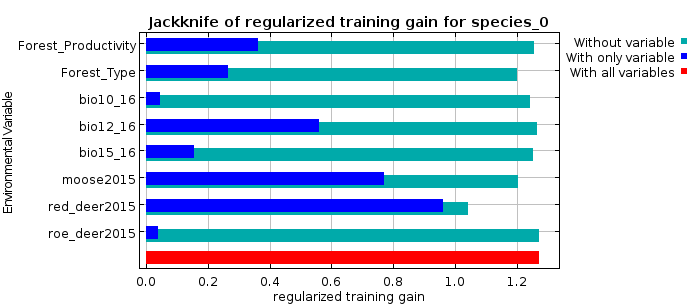 Jackknife of regularized training gain for species_0
Environmental Variable
Forest_Productivity
Forest_Type
bio10_16
bio12_16
bio15_16
moose2015
red_deer2015
roe_deer2015
0.0 0.2 0.4 0.6 0.8 1.0 1.2
regularized training gain
Without variable
With only variable
With all variables